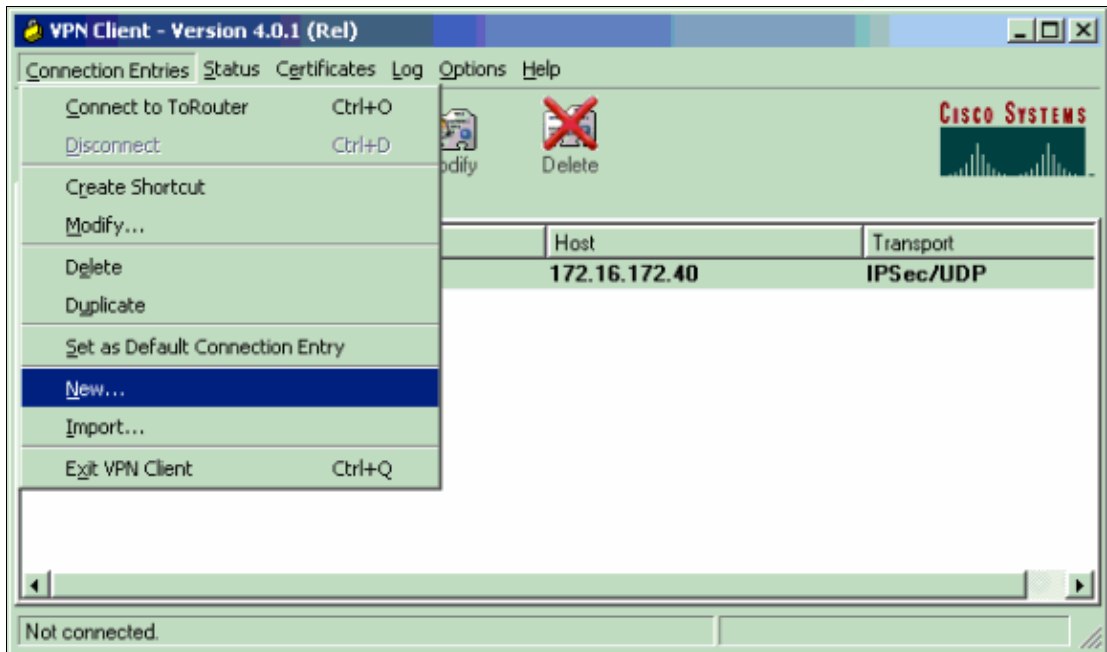 VPN Client - Version 4.0.1 (Rel)
Connection Entries Status Certificates Log Options Help
Connect to ToRouter Ctrl+O
Disconnect Ctrl+D
Create Shortcut
Modify...
Delete
Duplicate
Set as Default Connection Entry
New...
Import...
Exit VPN Client Ctrl+Q
odify
Delete
CISCO SYSTEMS
Host Transport
172.16.172.40 IPSec/UDP
Not connected.